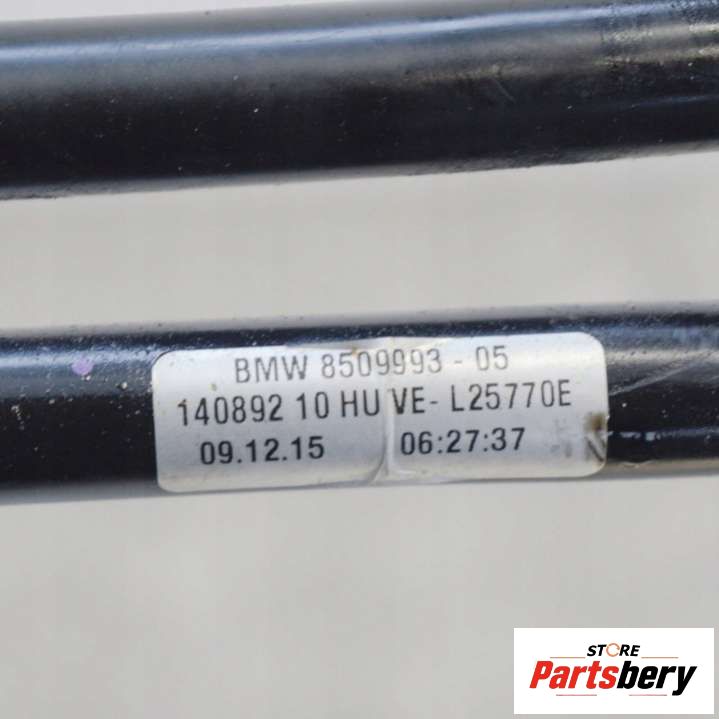 BMW 8509993 - 05
140892 10 HU VE- L25770E
09.12.15 06:27:37
STORE
Partsbery